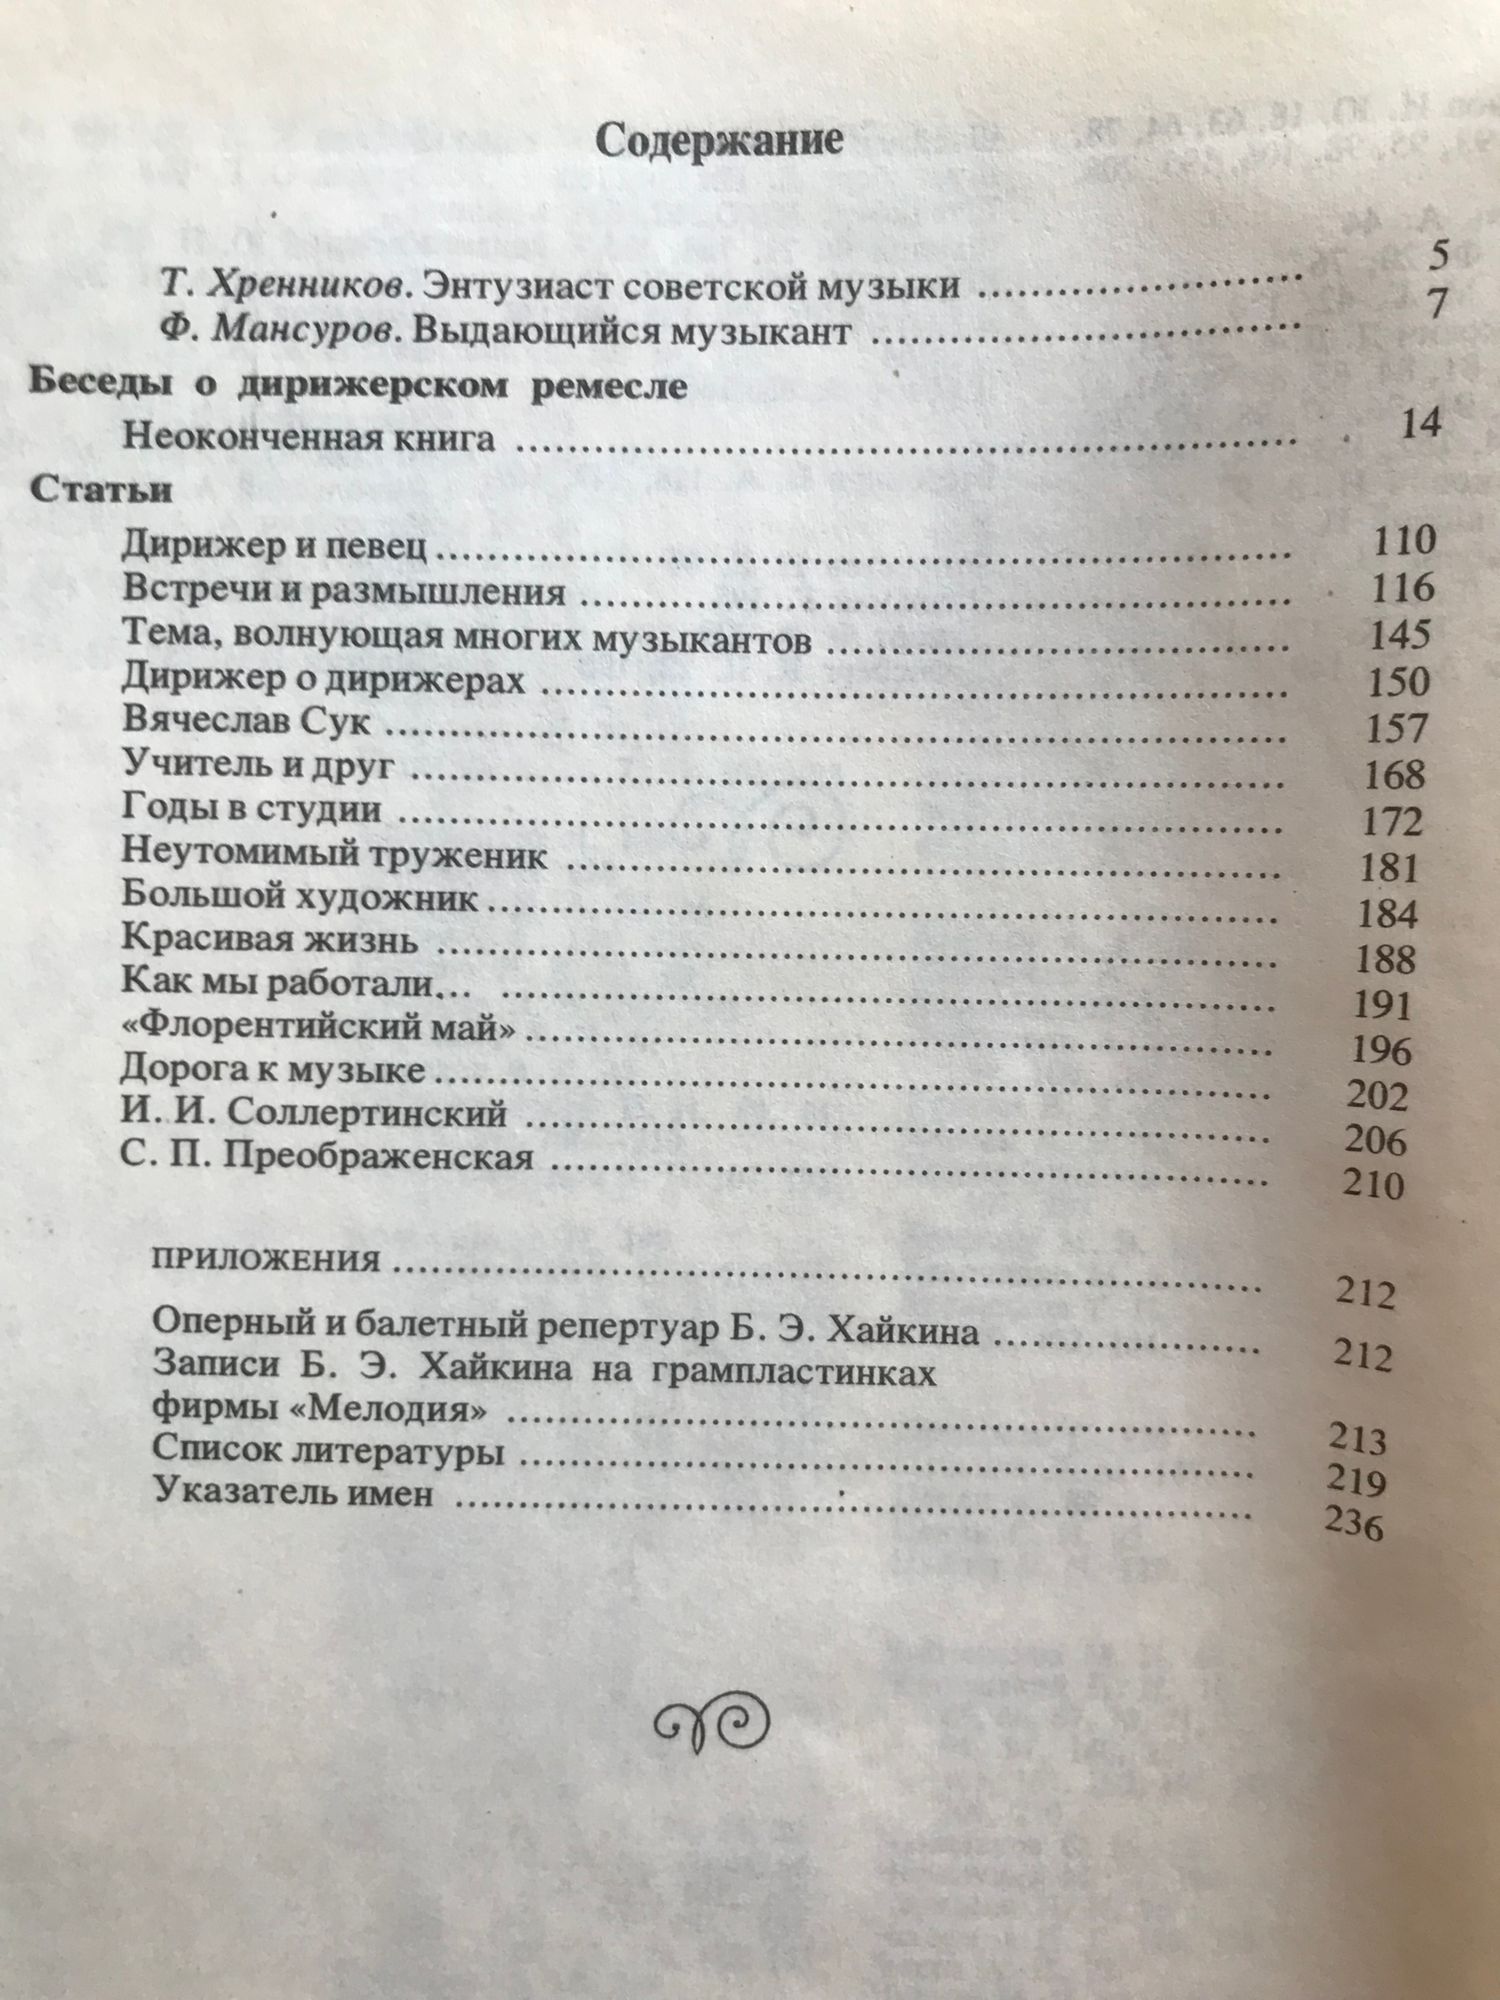 Содержание
Т. Хренников. Энтузиаст советской музыки ........ 5
Ф. Мансуров. Выдающийся музыкант ........ 7
Беседы о дирижерском ремесле
Неоконченная книга ........ 14
Статьи
Дирижер и певец ........ 110
Встречи и размышления ........ 116
Тема, волнующая многих музыкантов ........ 145
Дирижер о дирижерах ........ 150
Вячеслав Сук ........ 157
Учитель и друг ........ 168
Годы в студии ........ 172
Неутомимый труженик ........ 181
Большой художник ........ 184
Красивая жизнь ........ 188
Как мы работали... ........ 191
«Флорентийский май» ........ 196
Дорога к музыке ........ 202
И. И. Соллертинский ........ 206
С. П. Преображенская ........ 210
ПРИЛОЖЕНИЯ ........ 212
Оперный и балетный репертуар Б. Э. Хайкина ........ 212
Записи Б. Э. Хайкина на грампластинках
фирмы «Мелодия» ........ 213
Список литературы ........ 219
Указатель имен ........ 236